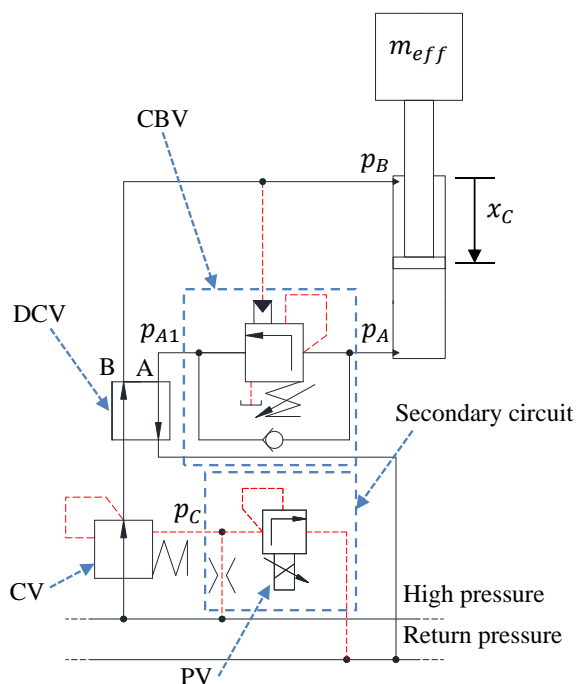 m_eff
CBV
p_B
x_C
DCV
p_A1
p_A
B A
Secondary circuit
p_C
CV
High pressure
Return pressure
PV